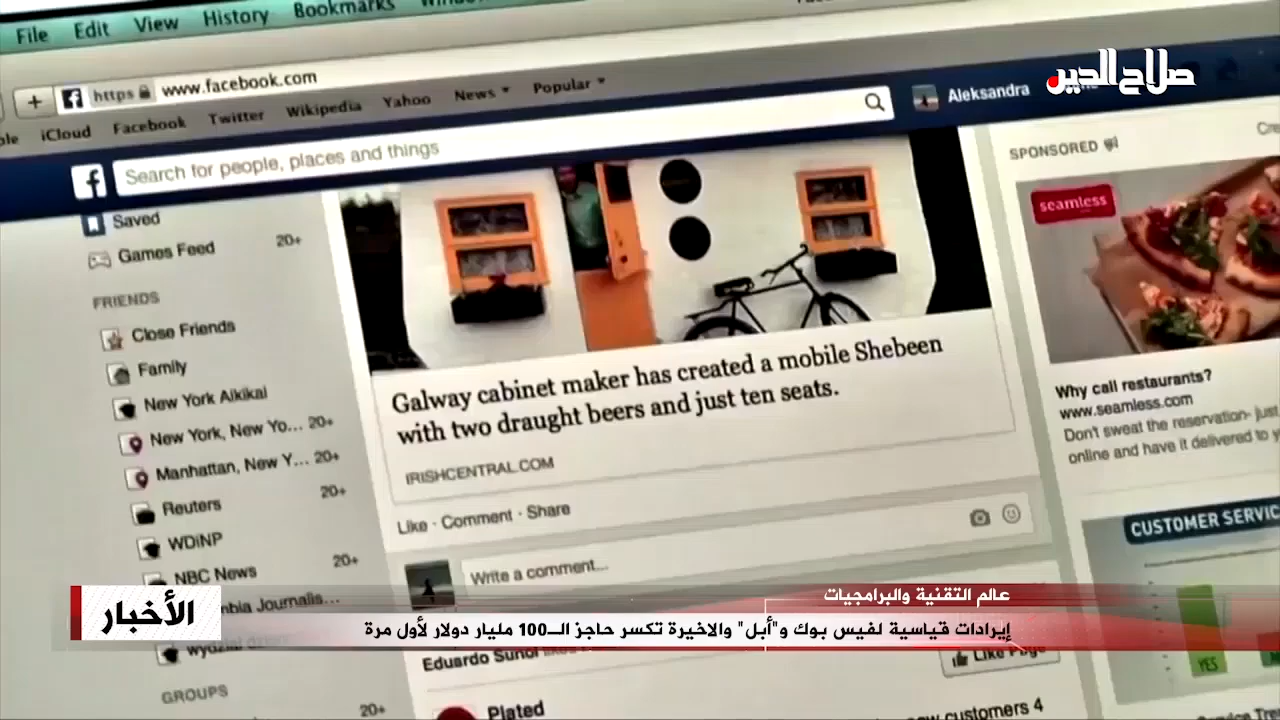 File Edit View History Bookmarks
صلاح الدين
https www.facebook.com
iCloud Facebook Twitter Wikipedia Yahoo News Popular
Search for people, places and things
Aleksandra
Saved
Games Feed 20+
FRIENDS
Close Friends
Family
New York Aikikai
New York, New Yo... 20+
Manhattan, New Y... 20+
Reuters 20+
WDiNP
NBC News 20+
GROUPS
20+
Galway cabinet maker has created a mobile Shebeen
with two draught beers and just ten seats.
IRISHCENTRAL.COM
Like · Comment · Share
Write a comment...
Eduardo
Like Page
Plated
customers 4
SPONSORED
seamless
Why call restaurants?
www.seamless.com
Don't sweat the reservation- just
online and have it delivered to
CUSTOMER SERVIC
YES
عالم التقنية والبرامجيات
الأخبار
إيرادات قياسية لفيس بوك و"أبل" والاخيرة تكسر حاجز الـ100 مليار دولار لأول مرة